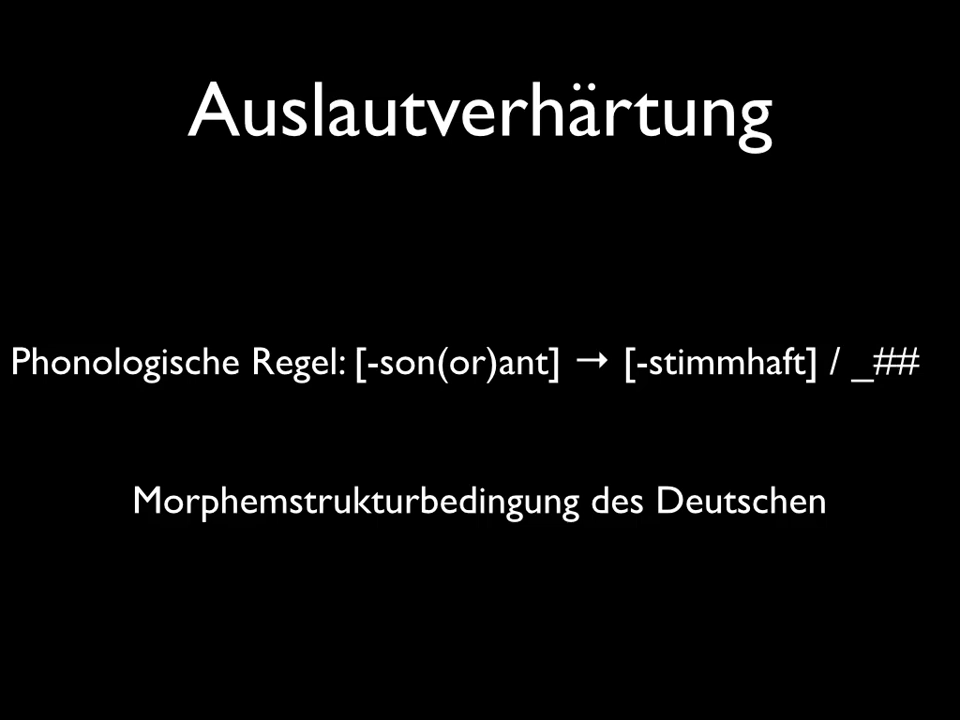 Auslautverhärtung
Phonologische Regel: [-son(or)ant] → [-stimmhaft] / _##
Morphemstrukturbedingung des Deutschen